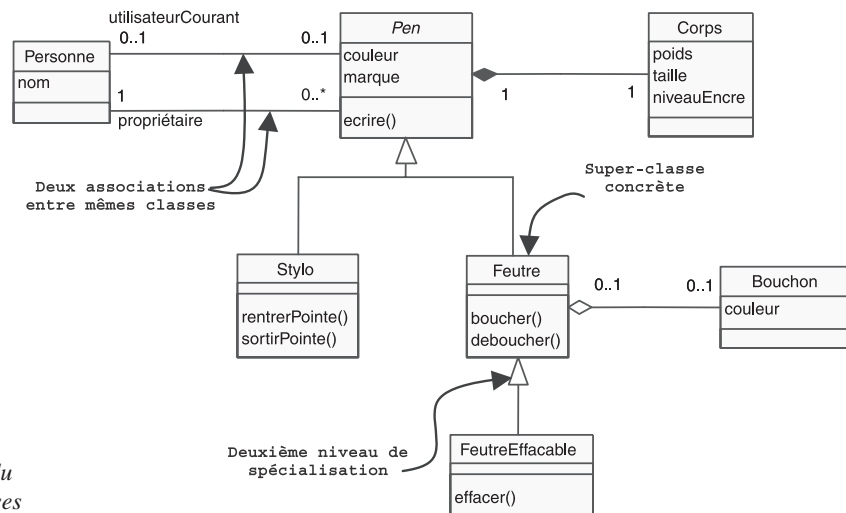 utilisateurCourant
0..1
0..1
Personne
nom
1
0..*
propriétaire
Pen
couleur
marque
ecrire()
1
1
Corps
poids
taille
niveauEncre
Deux associations
entre mêmes classes
Super-classe
concrète
Stylo
rentrerPointe()
sortirPointe()
Feutre
boucher()
deboucher()
0..1
0..1
Bouchon
couleur
Deuxième niveau de
spécialisation
FeutreEffacable
effacer()